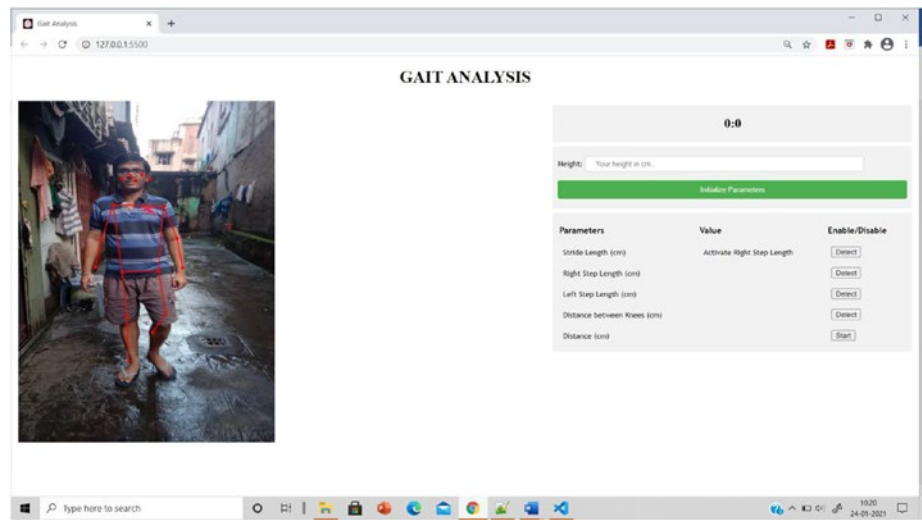 Gait Analysis
127.0.0.1:5500
GAIT ANALYSIS
0:0
Height: Your height in cm..
Initialize Parameters
Parameters Value Enable/Disable
Stride Length (cm) Activate Right Step Length Detect
Right Step Length (cm) Detect
Left Step Length (cm) Detect
Distance between Knees (cm) Detect
Distance (cm) Start
Type here to search
10:20
24-01-2021